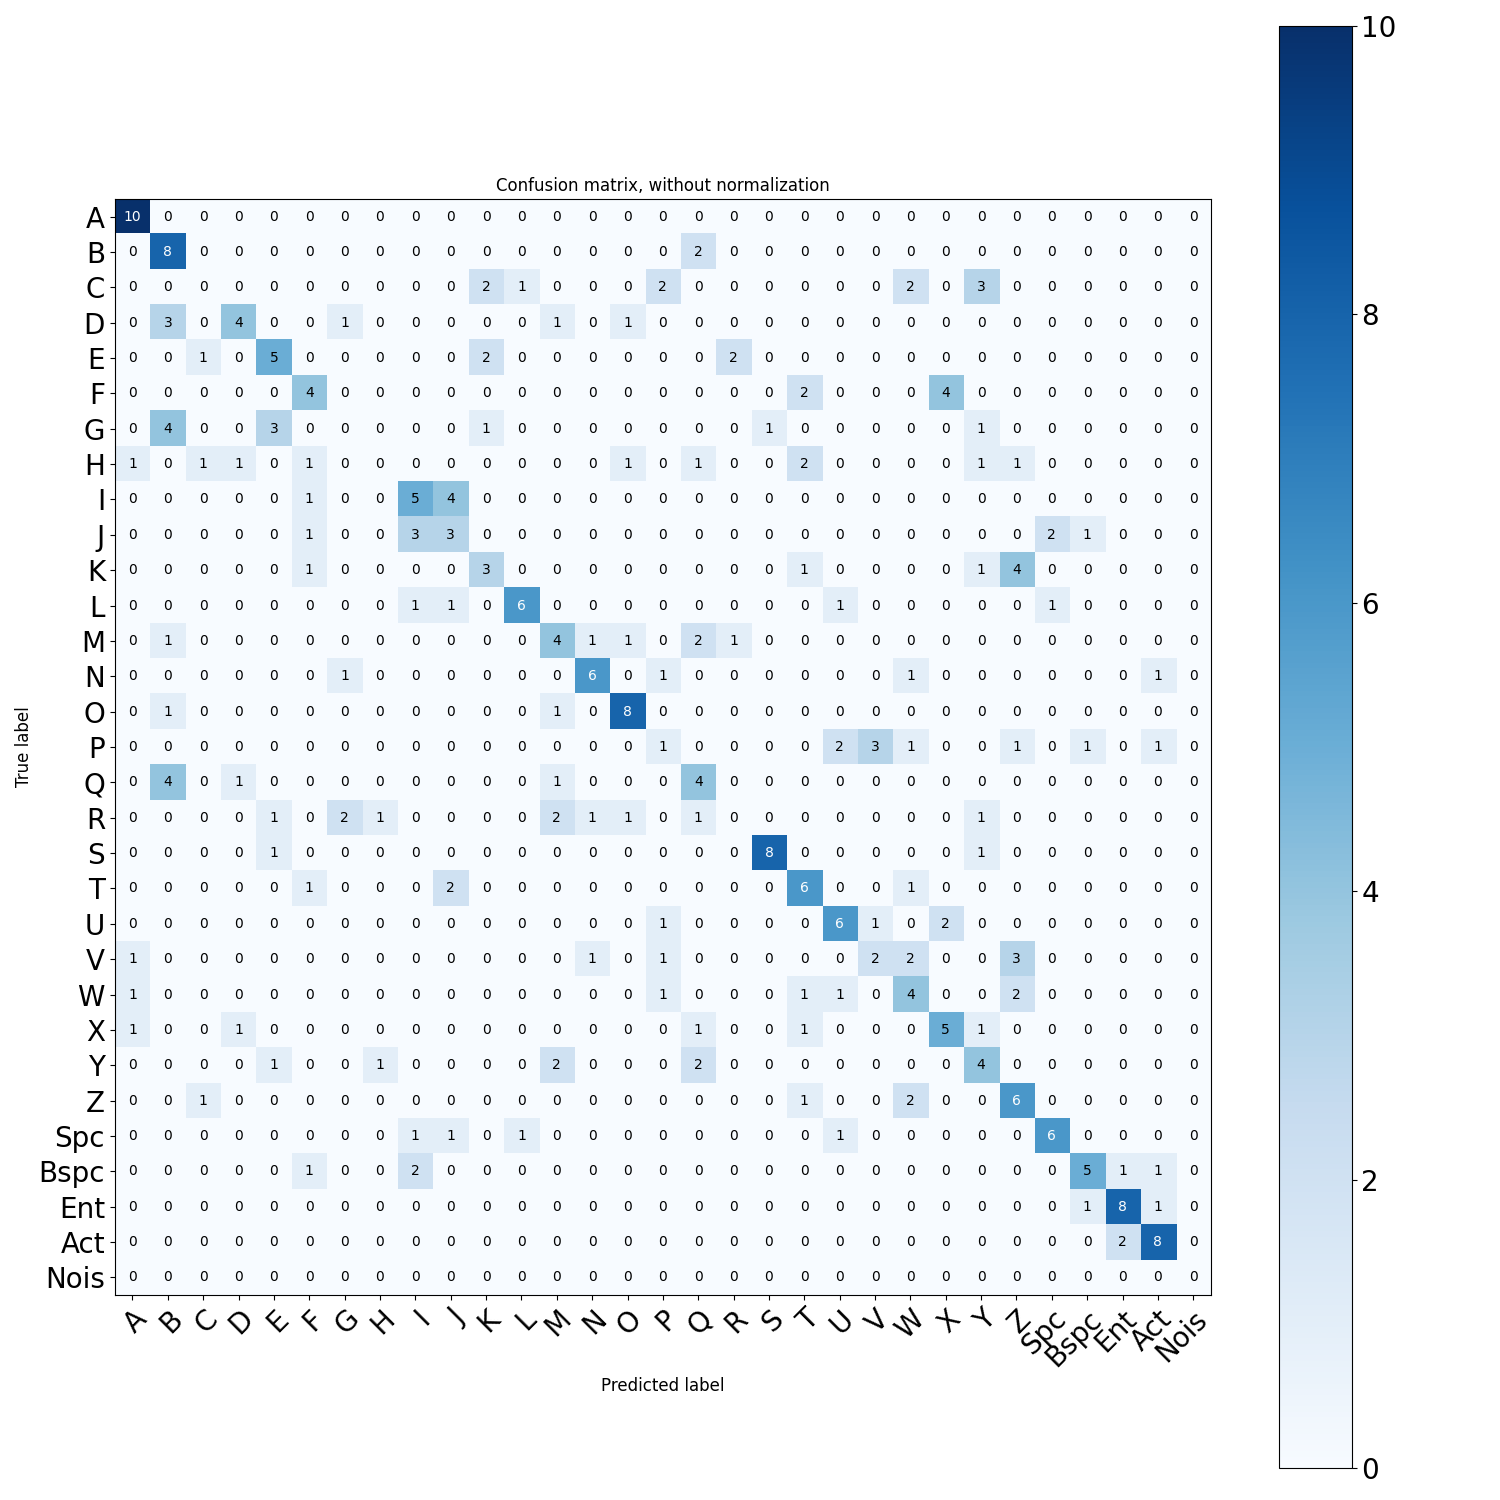 Confusion matrix, without normalization
A 10 0 0 0 0 0 0 0 0 0 0 0 0 0 0 0 0 0 0 0 0 0 0 0 0 0 0 0 0 0 0
B 0 8 0 0 0 0 0 0 0 0 0 0 0 0 0 0 2 0 0 0 0 0 0 0 0 0 0 0 0 0 0
C 0 0 0 0 0 0 0 0 0 0 2 1 0 0 0 2 0 0 0 0 0 0 2 0 3 0 0 0 0 0 0
D 0 3 0 4 0 0 1 0 0 0 0 0 1 0 1 0 0 0 0 0 0 0 0 0 0 0 0 0 0 0 0
E 0 0 1 0 5 0 0 0 0 0 2 0 0 0 0 0 0 2 0 0 0 0 0 0 0 0 0 0 0 0 0
F 0 0 0 0 0 4 0 0 0 0 0 0 0 0 0 0 0 0 0 2 0 0 0 4 0 0 0 0 0 0 0
G 0 4 0 0 3 0 0 0 0 0 1 0 0 0 0 0 0 0 1 0 0 0 0 0 1 0 0 0 0 0 0
H 1 0 1 1 0 1 0 0 0 0 0 0 0 0 1 0 1 0 0 2 0 0 0 0 1 1 0 0 0 0 0
I 0 0 0 0 0 1 0 0 5 4 0 0 0 0 0 0 0 0 0 0 0 0 0 0 0 0 0 0 0 0 0
J 0 0 0 0 0 1 0 0 3 3 0 0 0 0 0 0 0 0 0 0 0 0 0 0 0 0 2 1 0 0 0
K 0 0 0 0 0 1 0 0 0 0 3 0 0 0 0 0 0 0 0 1 0 0 0 0 1 4 0 0 0 0 0
L 0 0 0 0 0 0 0 0 1 1 0 6 0 0 0 0 0 0 0 0 1 0 0 0 0 0 1 0 0 0 0
M 0 1 0 0 0 0 0 0 0 0 0 0 4 1 1 0 2 1 0 0 0 0 0 0 0 0 0 0 0 0 0
N 0 0 0 0 0 0 1 0 0 0 0 0 0 6 0 1 0 0 0 0 0 0 1 0 0 0 0 0 0 1 0
O 0 1 0 0 0 0 0 0 0 0 0 0 1 0 8 0 0 0 0 0 0 0 0 0 0 0 0 0 0 0 0
P 0 0 0 0 0 0 0 0 0 0 0 0 0 0 0 1 0 0 0 0 2 3 1 0 0 1 0 1 0 1 0
Q 0 4 0 1 0 0 0 0 0 0 0 0 1 0 0 0 4 0 0 0 0 0 0 0 0 0 0 0 0 0 0
R 0 0 0 0 1 0 2 1 0 0 0 0 2 1 1 0 1 0 0 0 0 0 0 0 1 0 0 0 0 0 0
S 0 0 0 0 1 0 0 0 0 0 0 0 0 0 0 0 0 0 8 0 0 0 0 0 1 0 0 0 0 0 0
T 0 0 0 0 0 1 0 0 0 2 0 0 0 0 0 0 0 0 0 6 0 0 1 0 0 0 0 0 0 0 0
U 0 0 0 0 0 0 0 0 0 0 0 0 0 0 0 1 0 0 0 0 6 1 0 2 0 0 0 0 0 0 0
V 1 0 0 0 0 0 0 0 0 0 0 0 0 1 0 1 0 0 0 0 0 2 2 0 0 3 0 0 0 0 0
W 1 0 0 0 0 0 0 0 0 0 0 0 0 0 0 1 0 0 0 1 1 0 4 0 0 2 0 0 0 0 0
X 1 0 0 1 0 0 0 0 0 0 0 0 0 0 0 0 1 0 0 1 0 0 0 5 1 0 0 0 0 0 0
Y 0 0 0 0 1 0 0 1 0 0 0 0 2 0 0 0 2 0 0 0 0 0 0 0 4 0 0 0 0 0 0
Z 0 0 1 0 0 0 0 0 0 0 0 0 0 0 0 0 0 0 0 1 0 0 2 0 0 6 0 0 0 0 0
Spc 0 0 0 0 0 0 0 0 1 1 0 1 0 0 0 0 0 0 0 0 1 0 0 0 0 0 6 0 0 0 0
Bspc 0 0 0 0 0 1 0 0 2 0 0 0 0 0 0 0 0 0 0 0 0 0 0 0 0 0 0 5 1 1 0
Ent 0 0 0 0 0 0 0 0 0 0 0 0 0 0 0 0 0 0 0 0 0 0 0 0 0 0 0 1 8 1 0
Act 0 0 0 0 0 0 0 0 0 0 0 0 0 0 0 0 0 0 0 0 0 0 0 0 0 0 0 0 2 8 0
Nois 0 0 0 0 0 0 0 0 0 0 0 0 0 0 0 0 0 0 0 0 0 0 0 0 0 0 0 0 0 0 0
A B C D E F G H I J K L M N O P Q R S T U V W X Y Z Spc Bspc Ent Act Nois
Predicted label
True label
10
8
6
4
2
0